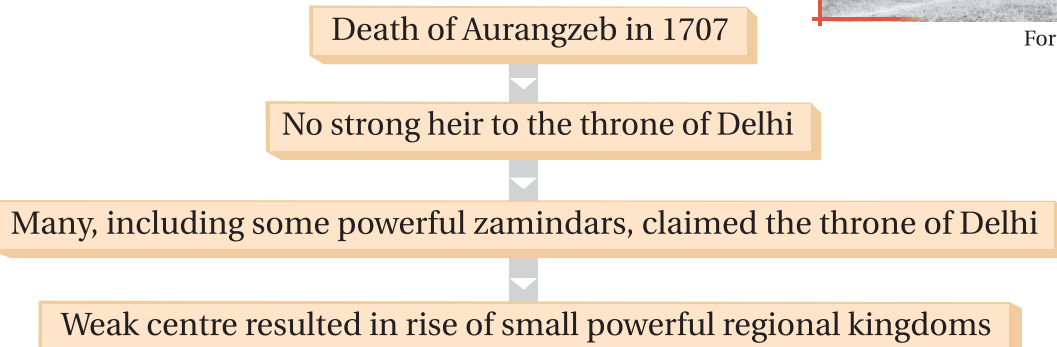 Death of Aurangzeb in 1707
For
No strong heir to the throne of Delhi
Many, including some powerful zamindars, claimed the throne of Delhi
Weak centre resulted in rise of small powerful regional kingdoms